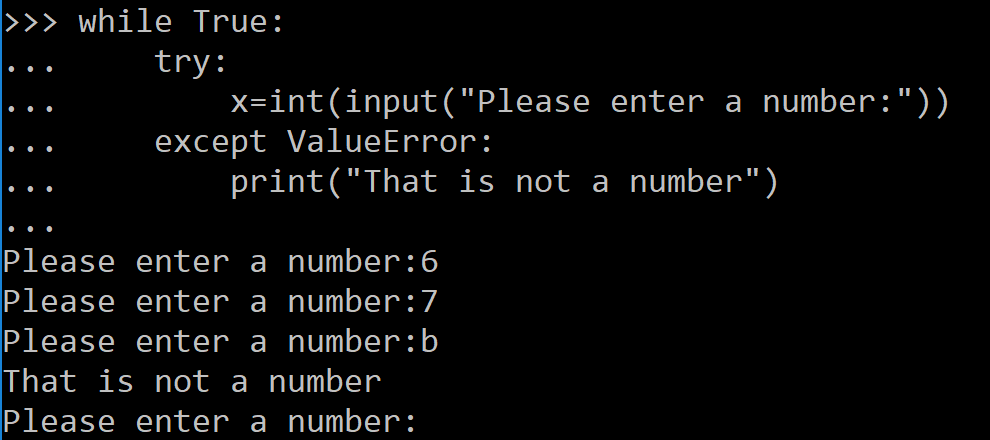 >>> while True:
...     try:
...         x=int(input("Please enter a number:"))
...     except ValueError:
...         print("That is not a number")
...
Please enter a number:6
Please enter a number:7
Please enter a number:b
That is not a number
Please enter a number: